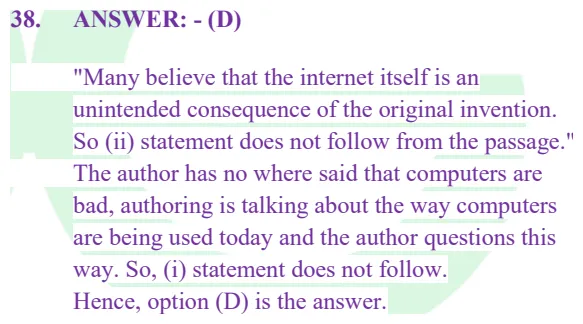 38. ANSWER: - (D)
"Many believe that the internet itself is an
unintended consequence of the original invention.
So (ii) statement does not follow from the passage."
The author has no where said that computers are
bad, authoring is talking about the way computers
are being used today and the author questions this
way. So, (i) statement does not follow.
Hence, option (D) is the answer.